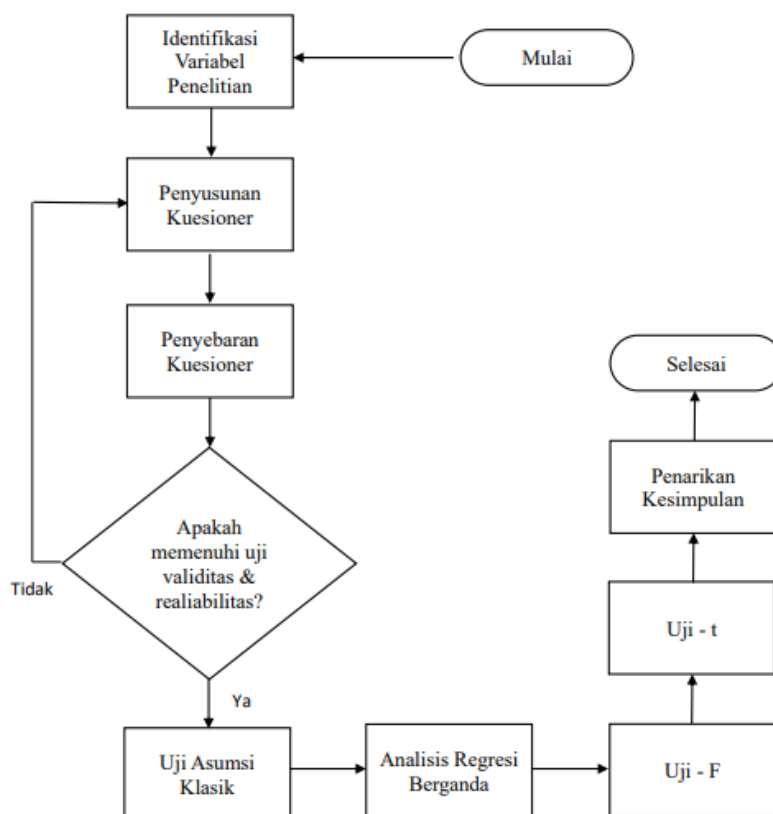 Mulai
Identifikasi
Variabel
Penelitian
Penyusunan
Kuesioner
Penyebaran
Kuesioner
Apakah
memenuhi uji
validitas &
realiabilitas?
Tidak
Ya
Uji Asumsi
Klasik
Analisis Regresi
Berganda
Uji - F
Uji - t
Penarikan
Kesimpulan
Selesai